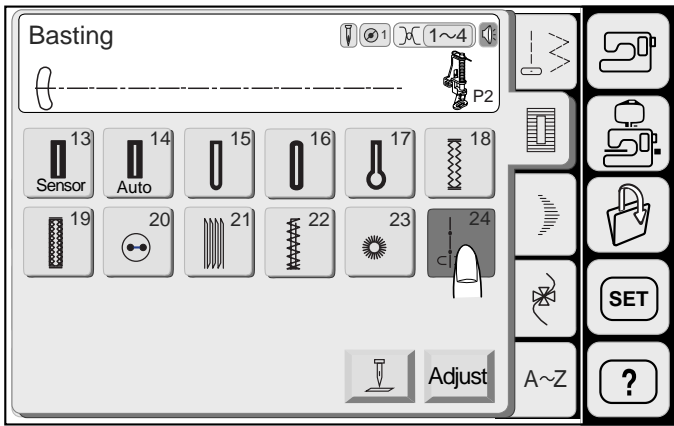 Basting
1 1~4
P2
13 14 15 16 17 18
Sensor Auto
19 20 21 22 23 24
Adjust
A~Z
SET
?